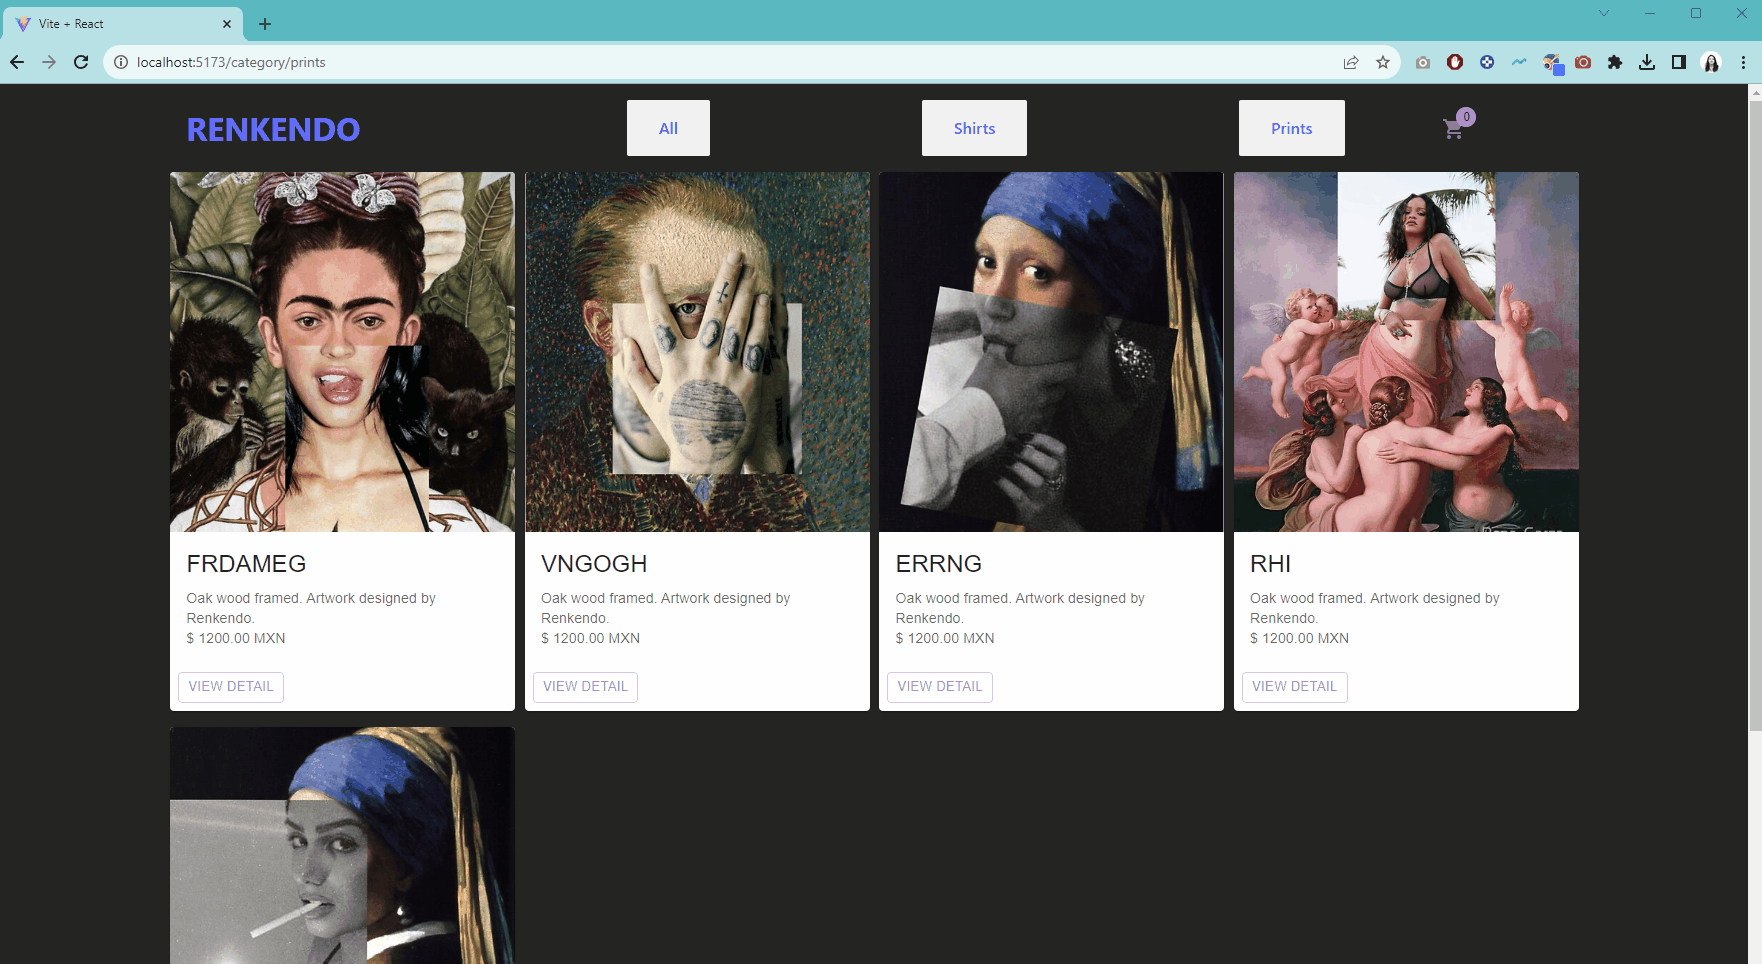 Vite + React
localhost:5173/category/prints
RENKENDO
All
Shirts
Prints
0
FRDAMEG
Oak wood framed. Artwork designed by
Renkendo.
$ 1200.00 MXN
VIEW DETAIL
VNGOGH
Oak wood framed. Artwork designed by
Renkendo.
$ 1200.00 MXN
VIEW DETAIL
ERRNG
Oak wood framed. Artwork designed by
Renkendo.
$ 1200.00 MXN
VIEW DETAIL
RHI
Oak wood framed. Artwork designed by
Renkendo.
$ 1200.00 MXN
VIEW DETAIL